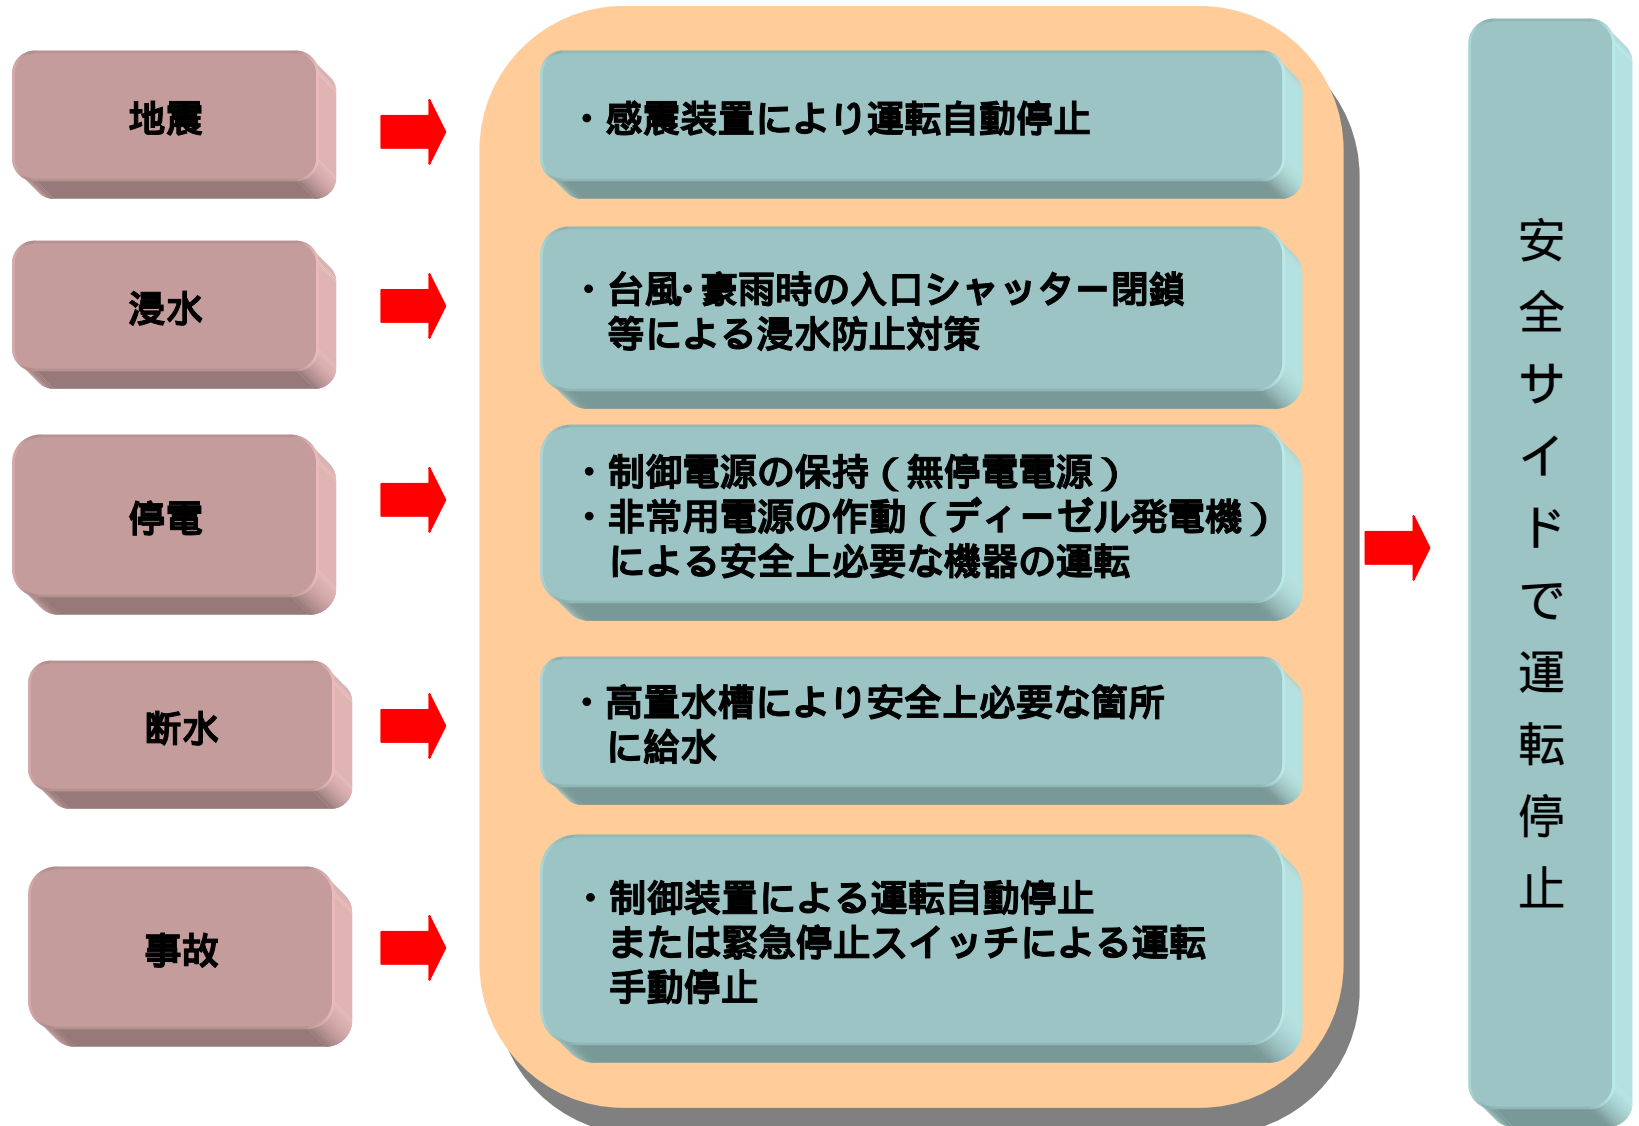 地震
・感震装置により運転自動停止
浸水
・台風・豪雨時の入口シャッター閉鎖
等による浸水防止対策
停電
・制御電源の保持（無停電電源）
・非常用電源の作動（ディーゼル発電機）
による安全上必要な機器の運転
断水
・高置水槽により安全上必要な箇所
に給水
事故
・制御装置による運転自動停止
または緊急停止スイッチによる運転
手動停止
安全サイドで運転停止